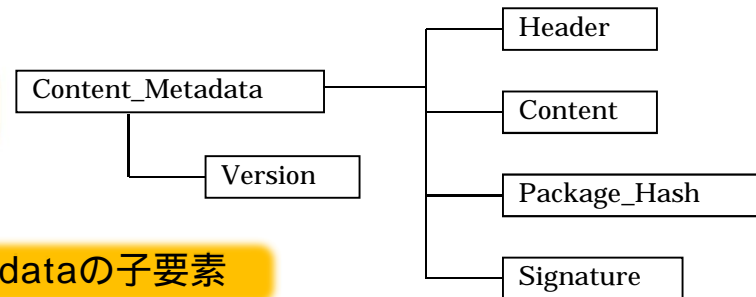 Header
Content_Metadata
Content
Version
Package_Hash
dataの子要素
Signature